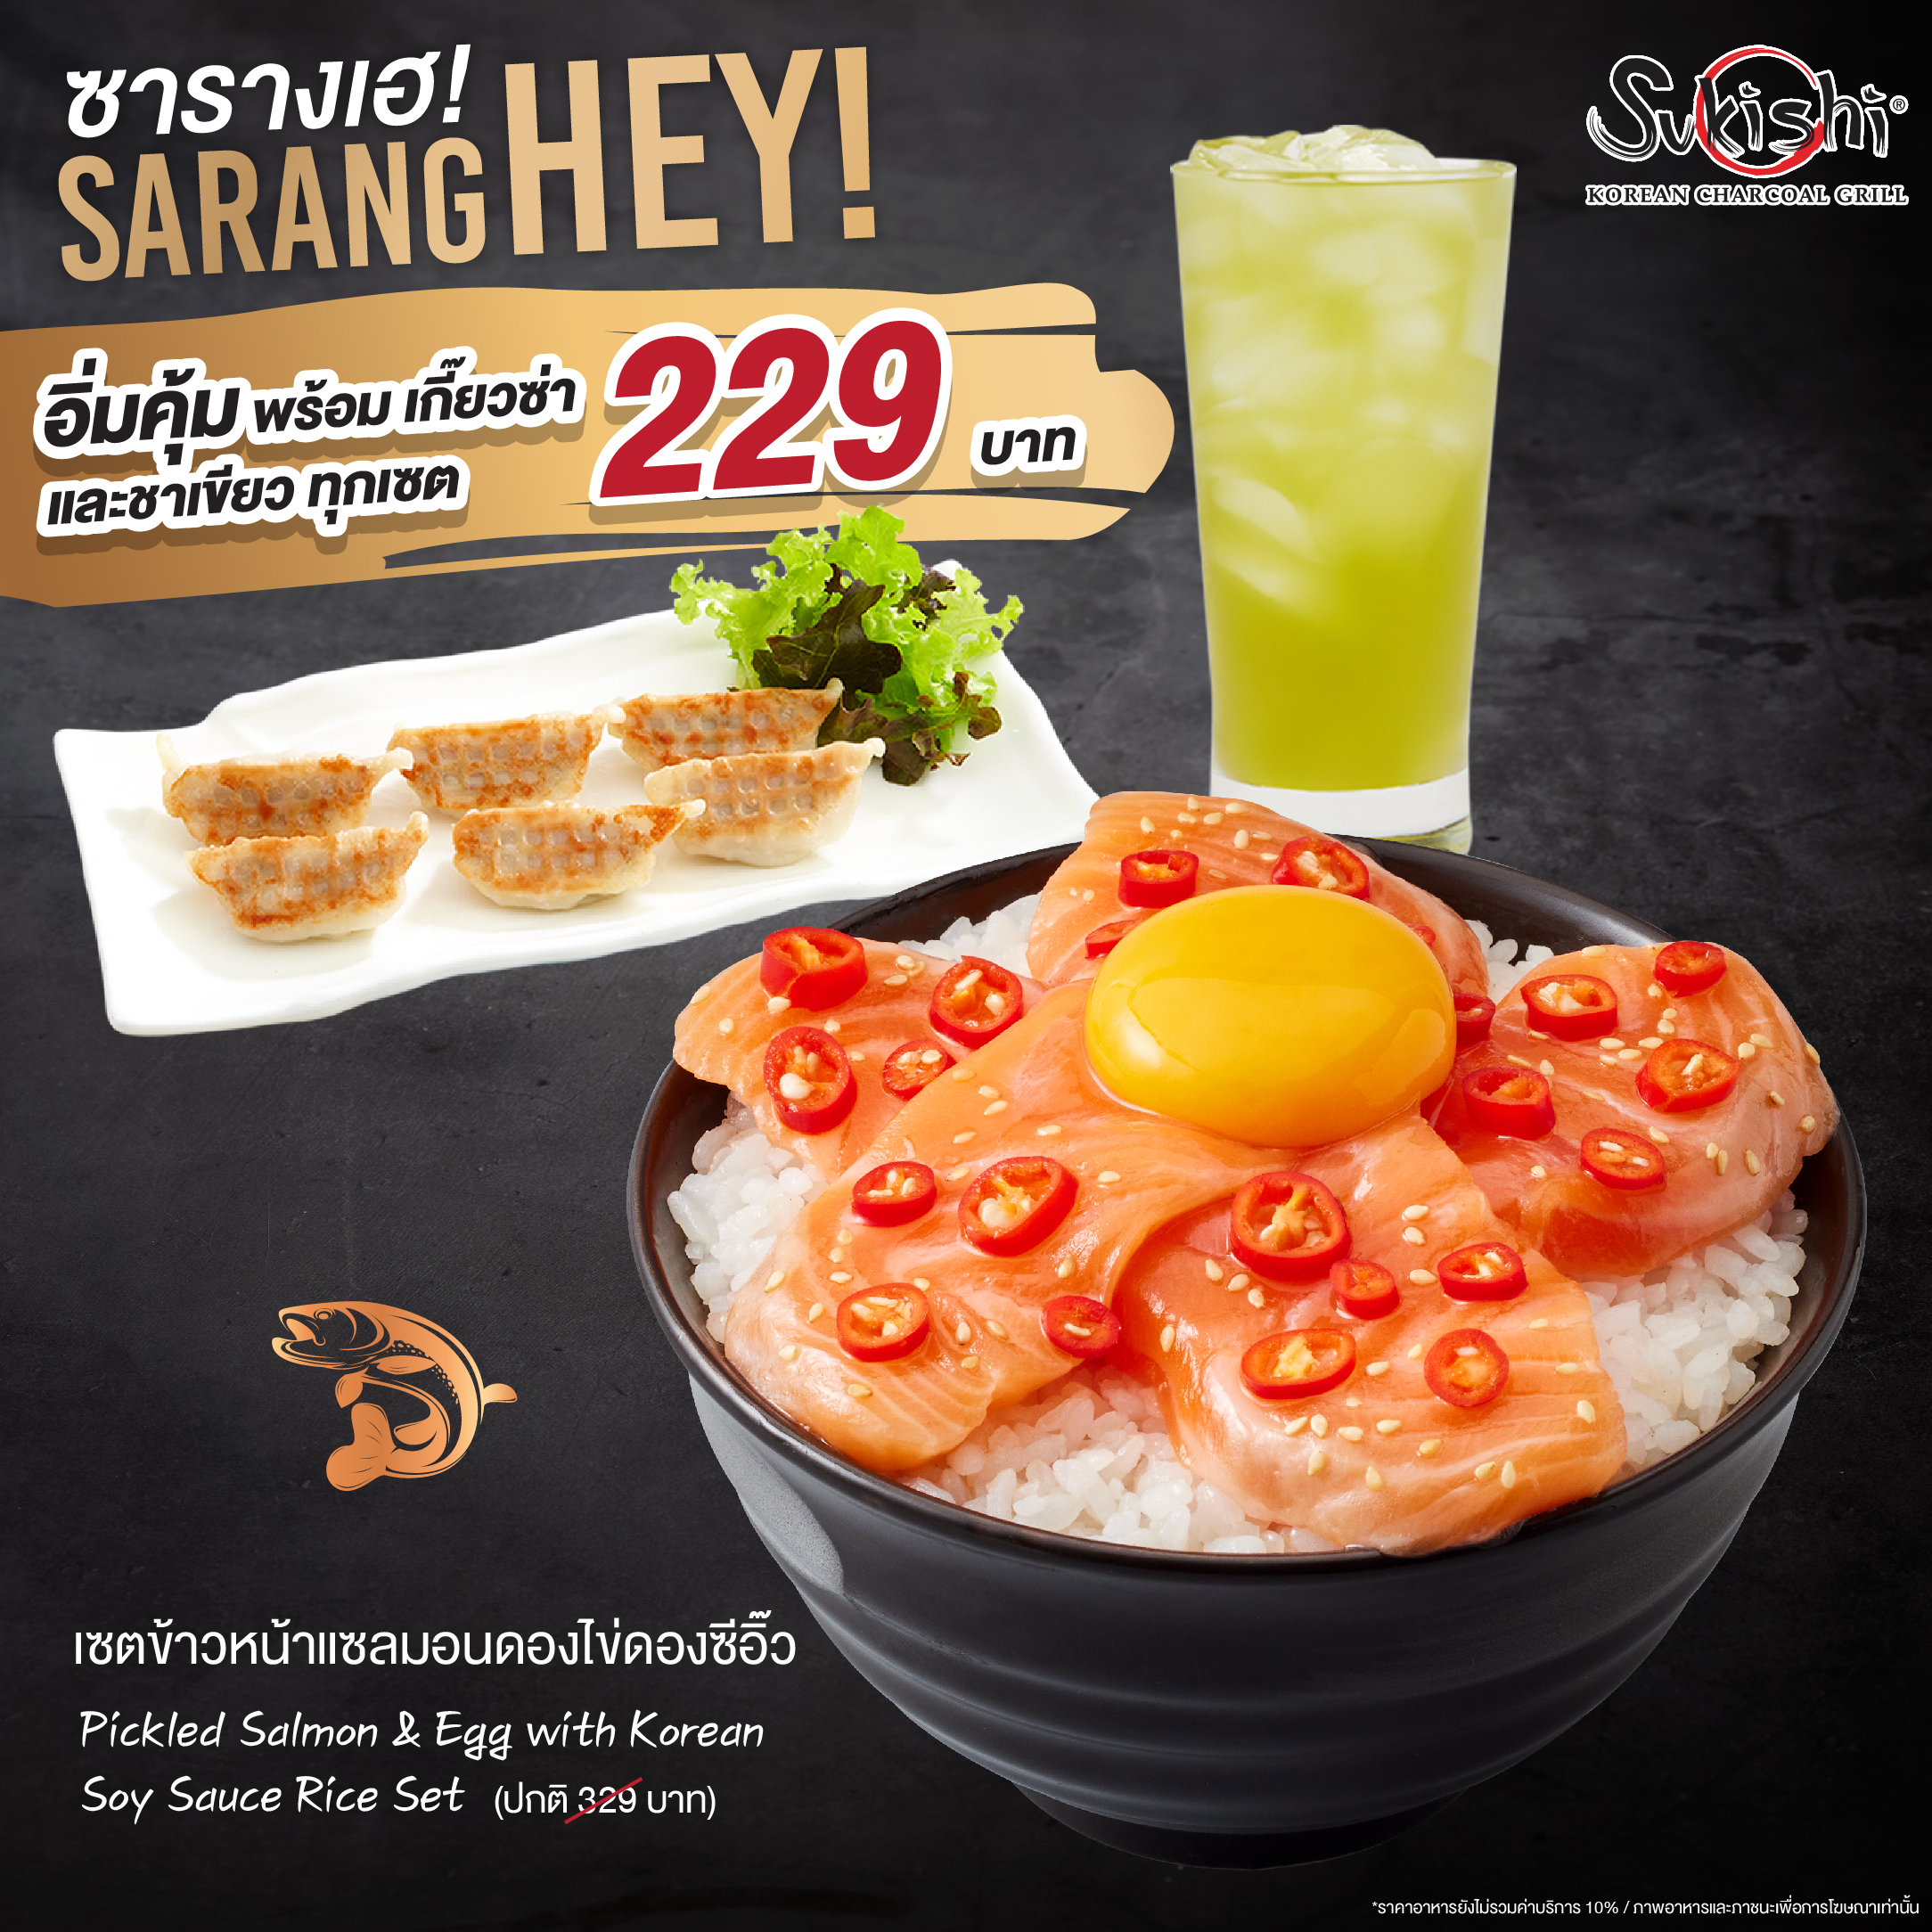 ซารางเฮ!
SARANGHEY!
Sukishi®
KOREAN CHARCOAL GRILL
อิ่มคุ้ม พร้อม เกี๊ยวซ่า
และชาเขียว ทุกเซต
229 บาท
เซตข้าวหน้าแซลมอนดองไข่ดองซีอิ๊ว
Pickled Salmon & Egg with Korean
Soy Sauce Rice Set (ปกติ 329 บาท)
*ราคาอาหารยังไม่รวมค่าบริการ 10% / ภาพอาหารและภาชนะเพื่อการโฆษณาเท่านั้น